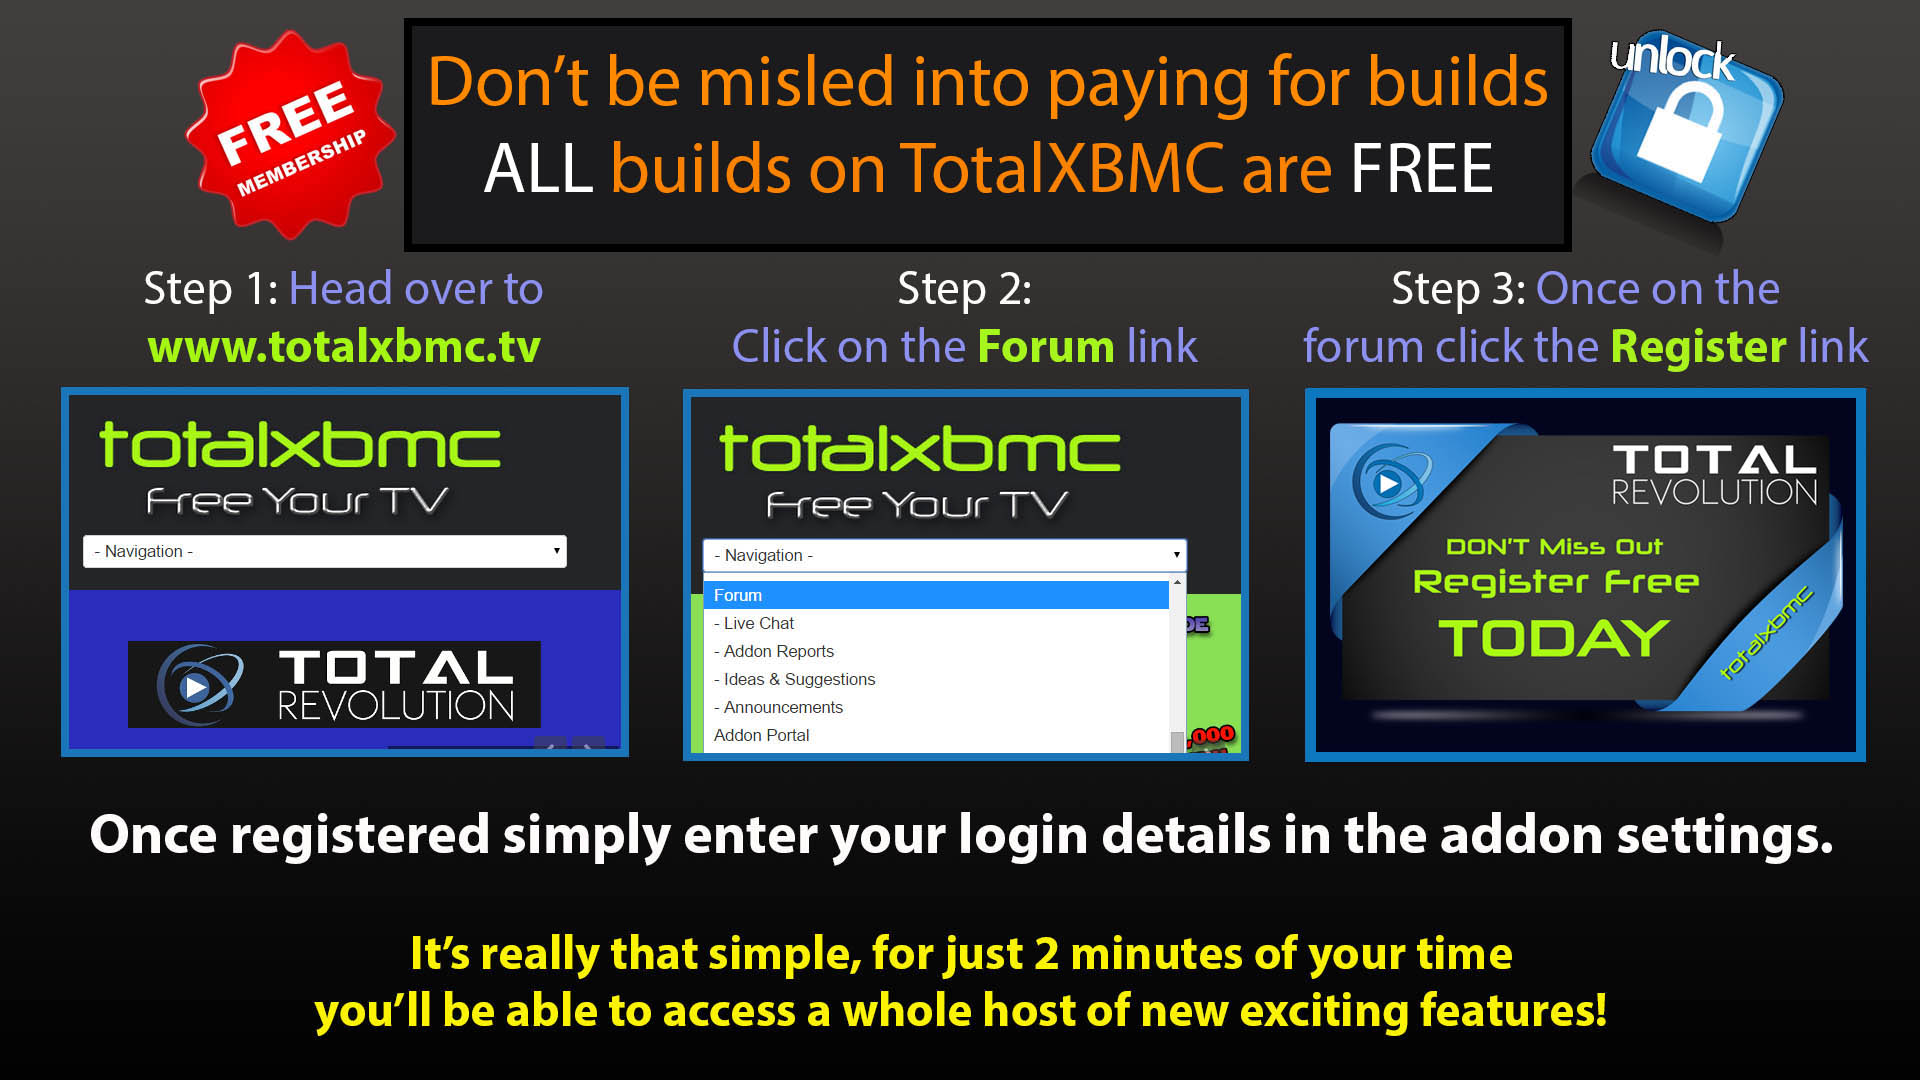 FREE
MEMBERSHIP
Don't be misled into paying for builds
ALL builds on TotalXBMC are FREE
unlock
Step 1: Head over to
www.totalxbmc.tv
totalxbmc
Free Your TV
- Navigation -
TOTAL
REVOLUTION
Step 2:
Click on the Forum link
totalxbmc
Free Your TV
- Navigation -
Forum
- Live Chat
- Addon Reports
- Ideas & Suggestions
- Announcements
Addon Portal
Step 3: Once on the
forum click the Register link
TOTAL
REVOLUTION
DON'T Miss Out
Register Free
TODAY
totalxbmc
Once registered simply enter your login details in the addon settings.
It's really that simple, for just 2 minutes of your time
you'll be able to access a whole host of new exciting features!